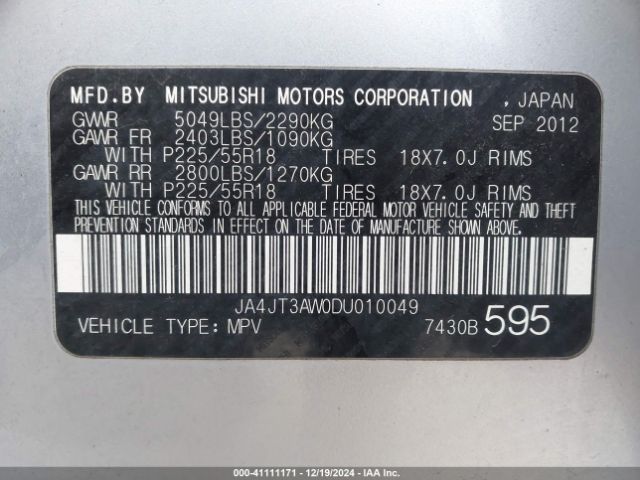 MFD.BY MITSUBISHI MOTORS CORPORATION , JAPAN
GVWR 5049LBS/2290KG SEP 2012
GAWR FR 2403LBS/1090KG
WITH P225/55R18 TIRES 18X7.0J RIMS
GAWR RR 2800LBS/1270KG
WITH P225/55R18 TIRES 18X7.0J RIMS
THIS VEHICLE CONFORMS TO ALL APPLICABLE FEDERAL MOTOR VEHICLE SAFETY AND THEFT
PREVENTION STANDARDS IN EFFECT ON THE DATE OF MANUFACTURE SHOWN ABOVE.
JA4JT3AW0DU010049
VEHICLE TYPE: MPV 7430B 595
000-41111171 • 12/19/2024 - IAA Inc.